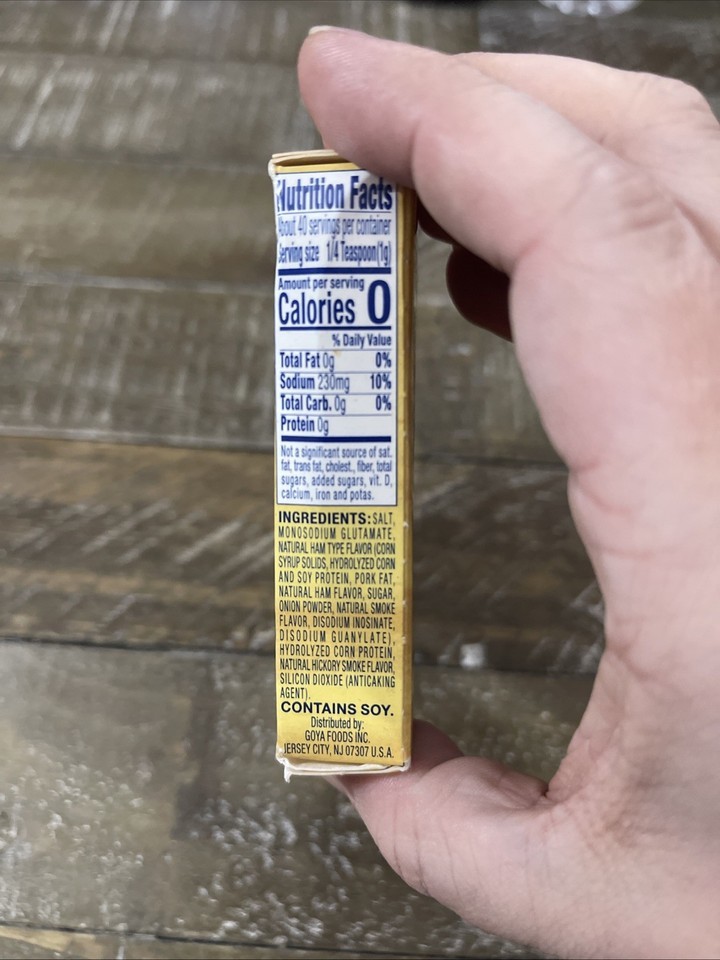 Nutrition Facts
About 40 servings per container
Serving size 1/4 Teaspoon(1g)
Amount per serving
Calories 0
% Daily Value
Total Fat 0g 0%
Sodium 230mg 10%
Total Carb. 0g 0%
Protein 0g
Not a significant source of sat.
fat, trans fat, cholest., fiber, total
sugars, added sugars, vit. D,
calcium, iron and potas.
INGREDIENTS: SALT,
MONOSODIUM GLUTAMATE,
NATURAL HAM TYPE FLAVOR (CORN
SYRUP SOLIDS, HYDROLYZED CORN
AND SOY PROTEIN, PORK FAT,
NATURAL HAM FLAVOR, SUGAR,
ONION POWDER, NATURAL SMOKE
FLAVOR, DISODIUM INOSINATE,
DISODIUM GUANYLATE),
HYDROLYZED CORN PROTEIN,
NATURAL HICKORY SMOKE FLAVOR,
SILICON DIOXIDE (ANTICAKING
AGENT).
CONTAINS SOY.
Distributed by:
GOYA FOODS INC.
JERSEY CITY, NJ 07307 U.S.A.